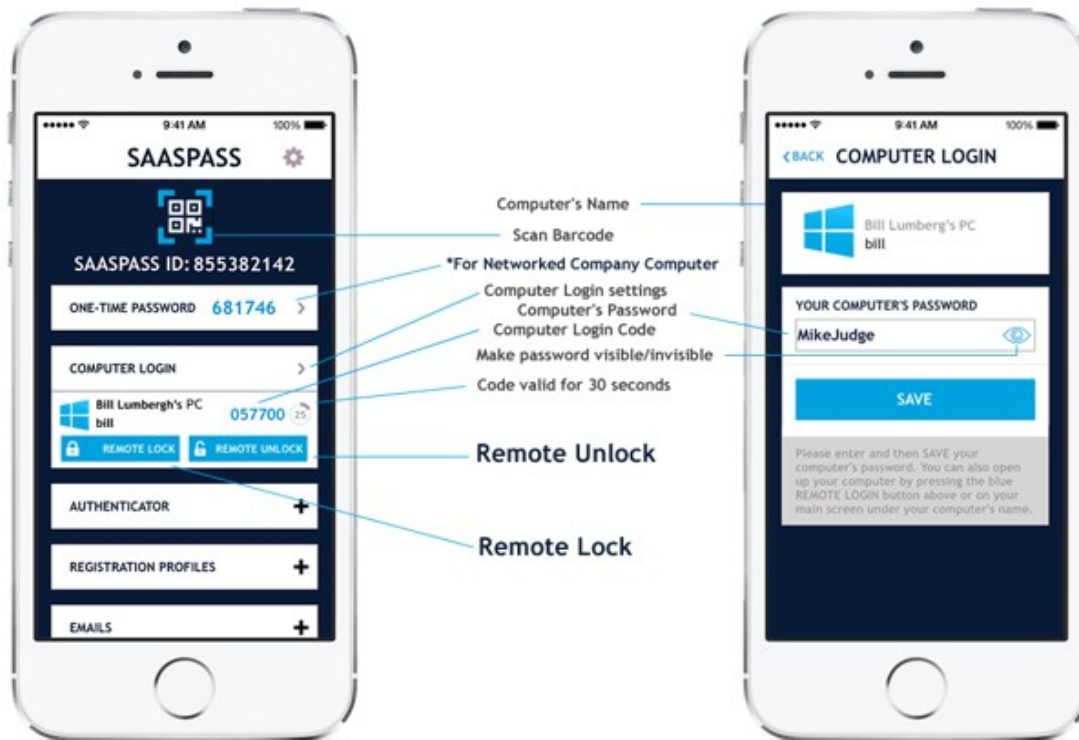 9:41 AM
100%
SAASPASS
SAASPASS ID: 855382142
ONE-TIME PASSWORD 681746 >
COMPUTER LOGIN >
Bill Lumbergh's PC
bill
057700
25
REMOTE LOCK
REMOTE UNLOCK
AUTHENTICATOR +
REGISTRATION PROFILES +
EMAILS +
Computer's Name
Scan Barcode
*For Networked Company Computer
Computer Login settings
Computer's Password
Computer Login Code
Make password visible/invisible
Code valid for 30 seconds
Remote Unlock
Remote Lock
9:41 AM
100%
<BACK COMPUTER LOGIN
Bill Lumberg's PC
bill
YOUR COMPUTER'S PASSWORD
MikeJudge
SAVE
Please enter and then SAVE your
computer's password. You can also open
up your computer by pressing the blue
REMOTE LOGIN button above or on your
main screen under your computer's name.